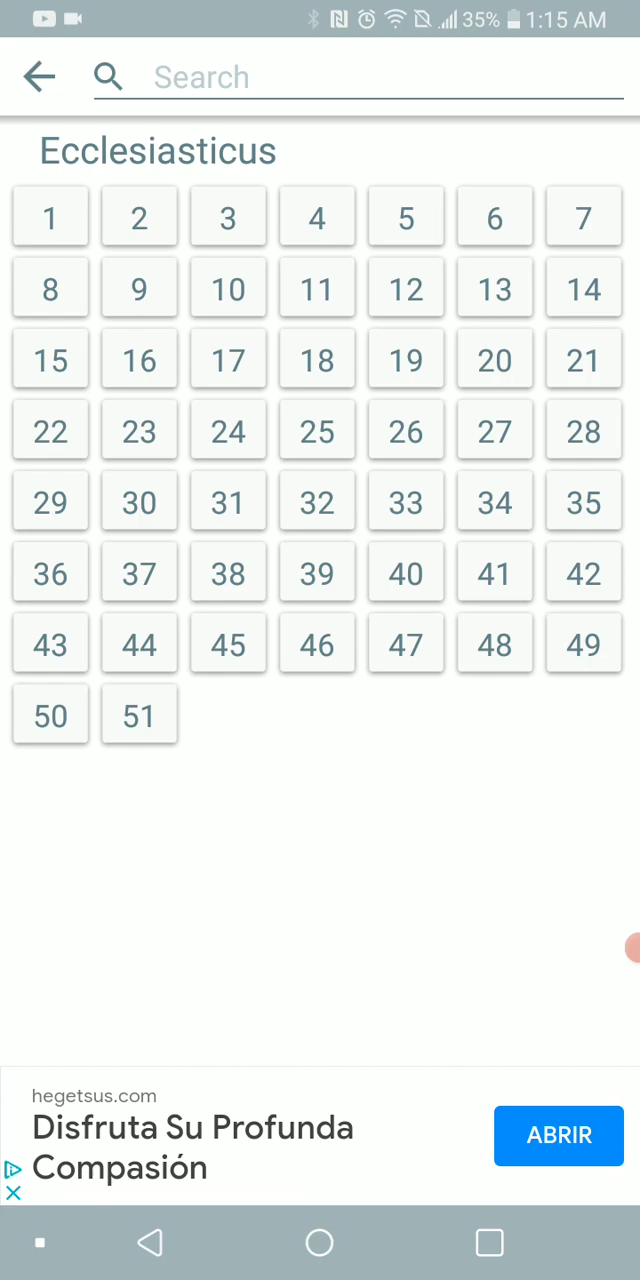 35% 1:15 AM
Search
Ecclesiasticus
1 2 3 4 5 6 7
8 9 10 11 12 13 14
15 16 17 18 19 20 21
22 23 24 25 26 27 28
29 30 31 32 33 34 35
36 37 38 39 40 41 42
43 44 45 46 47 48 49
50 51
hegetsus.com
Disfruta Su Profunda
Compasión
ABRIR